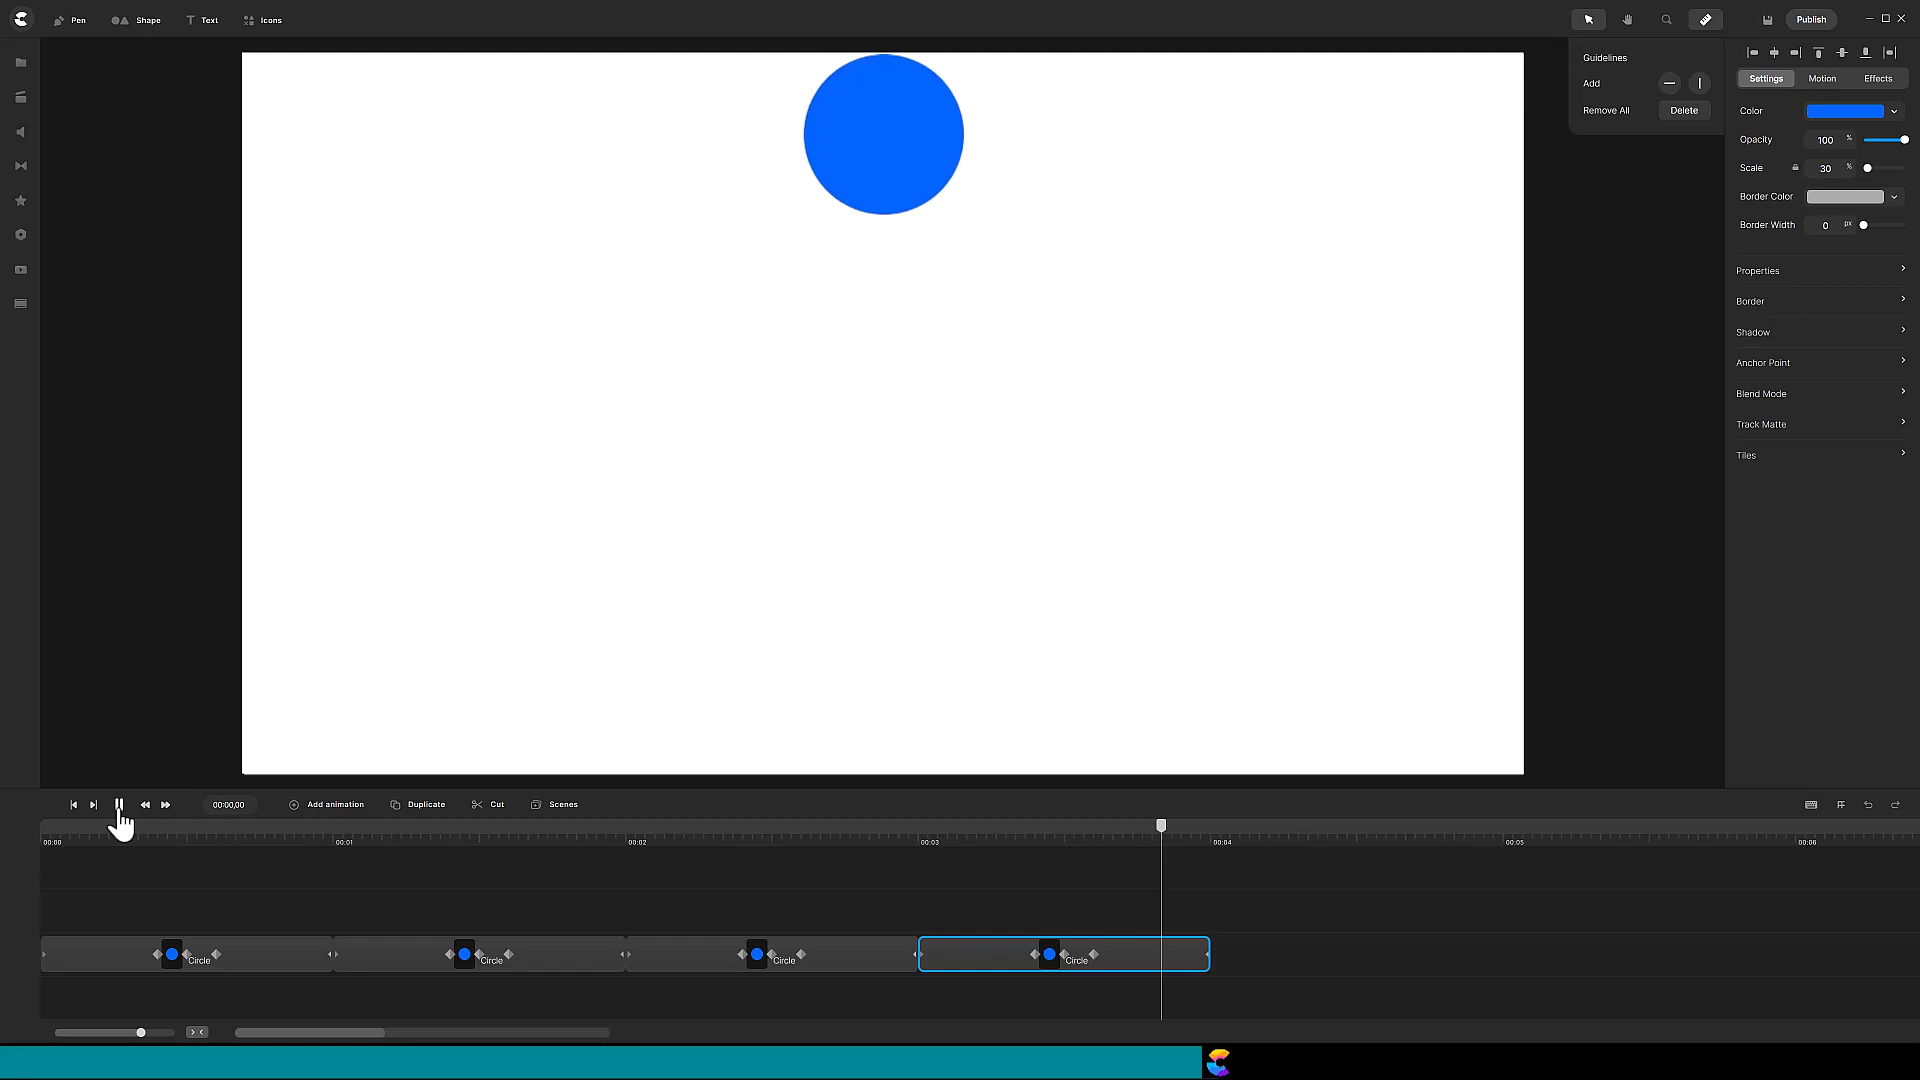 Pen Shape Text Icons Publish
Guidelines
Add
Remove All Delete
Settings Motion Effects
Color
Opacity 100 %
Scale 30 %
Border Color
Border Width 0 px
Properties
Border
Shadow
Anchor Point
Blend Mode
Track Matte
Tiles
00:00,00 Add animation Duplicate Cut Scenes
00:00 00:01 00:02 00:03 00:04 00:05 00:06
Circle Circle Circle Circle